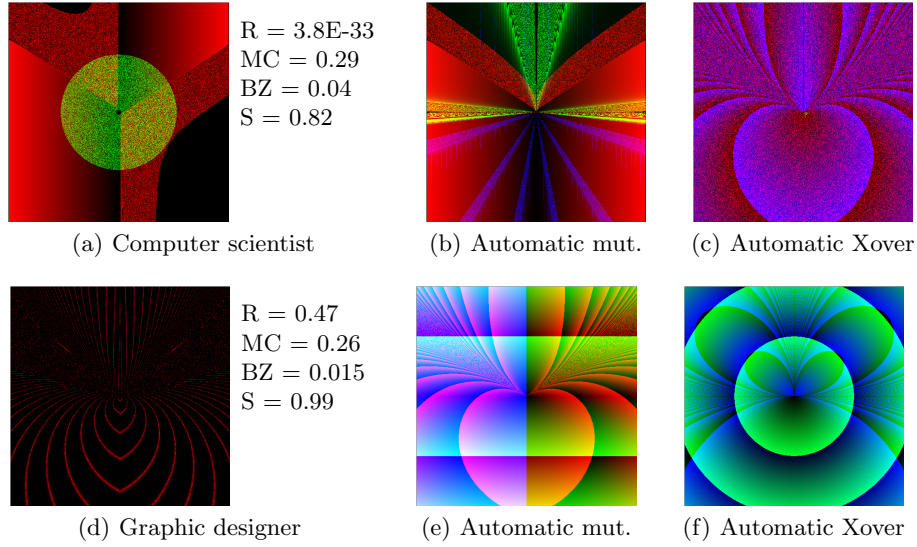 R = 3.8E-33
MC = 0.29
BZ = 0.04
S = 0.82
(a) Computer scientist
(b) Automatic mut.
(c) Automatic Xover
R = 0.47
MC = 0.26
BZ = 0.015
S = 0.99
(d) Graphic designer
(e) Automatic mut.
(f) Automatic Xover